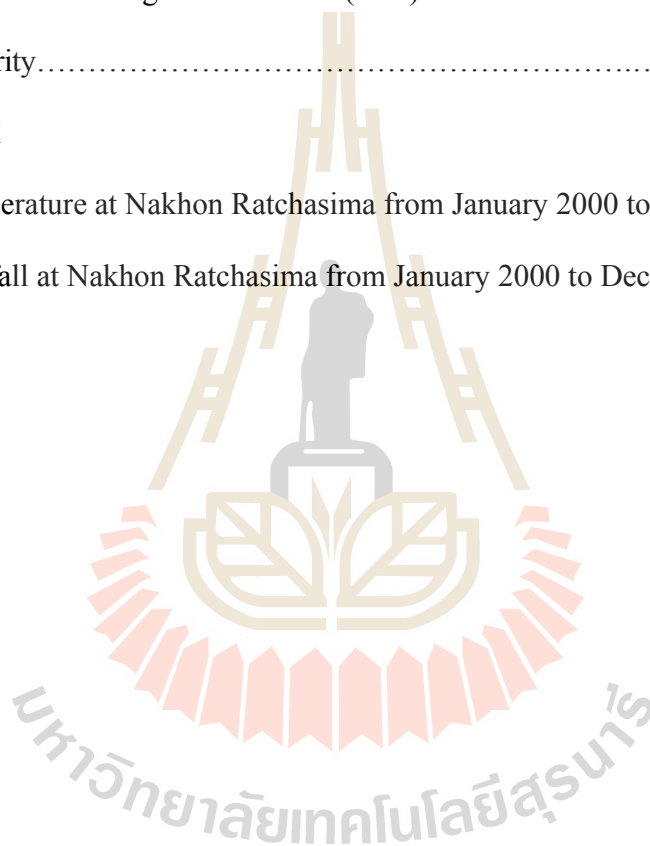 rity……………………………………………………..…
erature at Nakhon Ratchasima from January 2000 to
all at Nakhon Ratchasima from January 2000 to Dec
มหาวิทยาลัยเทคโนโลยีสุรนารี